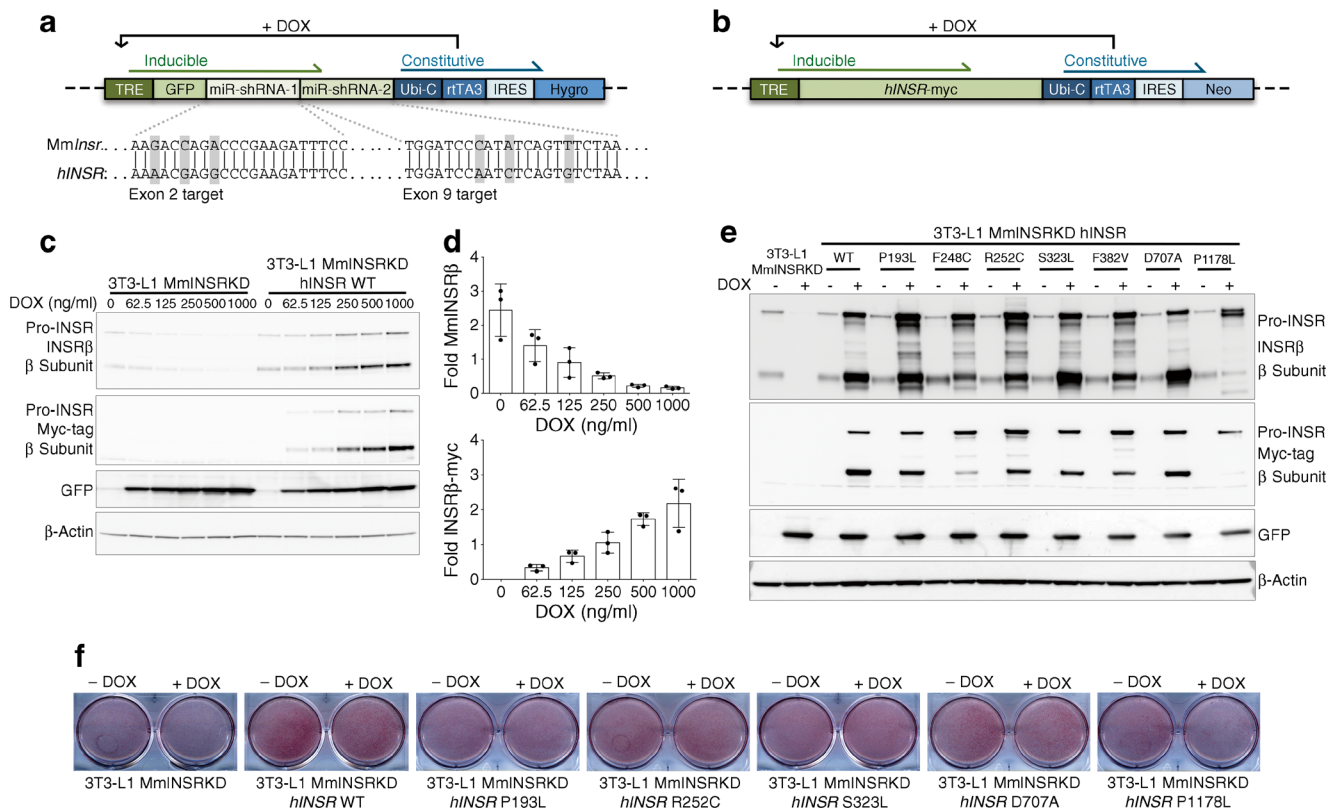 a
+ DOX
Inducible
Constitutive
TRE GFP miR-shRNA-1 miR-shRNA-2 Ubi-C rtTA3 IRES Hygro
MmInsr. . . . AAGACCAGACCCGAAGATTTCC . . . . . . TGGATCCCATATCAGTTTCTAA . . .
hINSR: . . . AAAACGAGGCCCGAAGATTTCC . . . . . . TGGATCCAATCTCAGTGTCTAA . . .
Exon 2 target Exon 9 target
b
+ DOX
Inducible
Constitutive
TRE hINSR-myc Ubi-C rtTA3 IRES Neo
c
3T3-L1 MmINSRKD
3T3-L1 MmINSRKD
hINSR WT
DOX (ng/ml) 0 62.5 125 250 500 1000 0 62.5 125 250 500 1000
Pro-INSR
INSRβ
β Subunit
Pro-INSR
Myc-tag
β Subunit
GFP
β-Actin
d
Fold MmINSRβ
4
3
2
1
0
0 62.5 125 250 500 1000
DOX (ng/ml)
Fold INSRβ-myc
4
3
2
1
0
0 62.5 125 250 500 1000
DOX (ng/ml)
e
3T3-L1 MmINSRKD hINSR
3T3-L1
MmINSRKD
WT P193L F248C R252C S323L F382V D707A P1178L
DOX - + - + - + - + - + - + - + - + - +
Pro-INSR
INSRβ
β Subunit
Pro-INSR
Myc-tag
β Subunit
GFP
β-Actin
f
– DOX + DOX – DOX + DOX – DOX + DOX – DOX + DOX – DOX + DOX – DOX + DOX – DOX + DOX
3T3-L1 MmINSRKD 3T3-L1 MmINSRKD 3T3-L1 MmINSRKD 3T3-L1 MmINSRKD 3T3-L1 MmINSRKD 3T3-L1 MmINSRKD 3T3-L1 MmINSRKD
hINSR WT hINSR P193L hINSR R252C hINSR S323L hINSR D707A hINSR P1178L